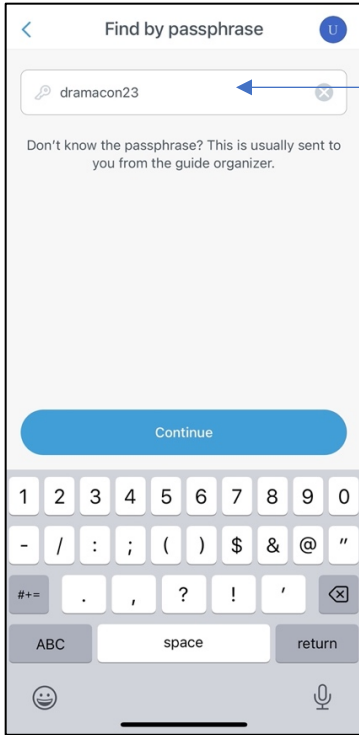 Find by passphrase
U
dramacon23
Don't know the passphrase? This is usually sent to
you from the guide organizer.
Continue
1 2 3 4 5 6 7 8 9 0
- / : ; ( ) $ & @ "
#+= . , ? ! '
ABC space return